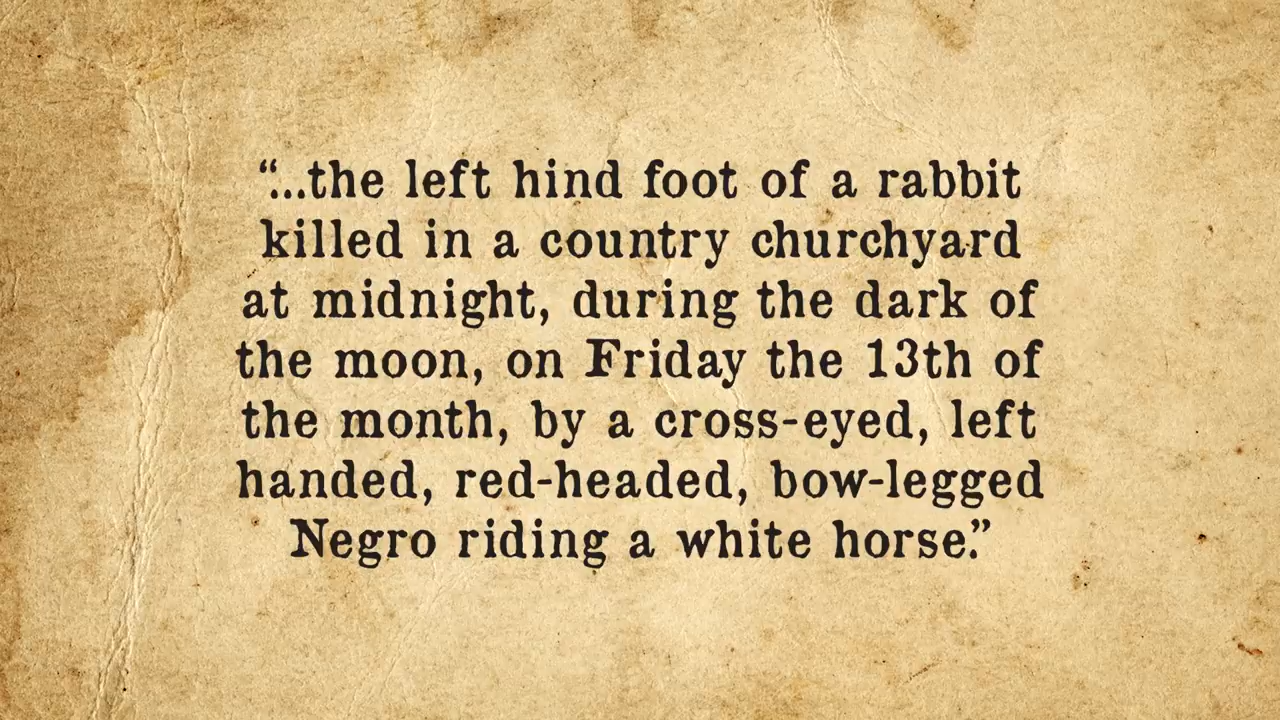 “...the left hind foot of a rabbit
killed in a country churchyard
at midnight, during the dark of
the moon, on Friday the 13th of
the month, by a cross-eyed, left
handed, red-headed, bow-legged
Negro riding a white horse.”